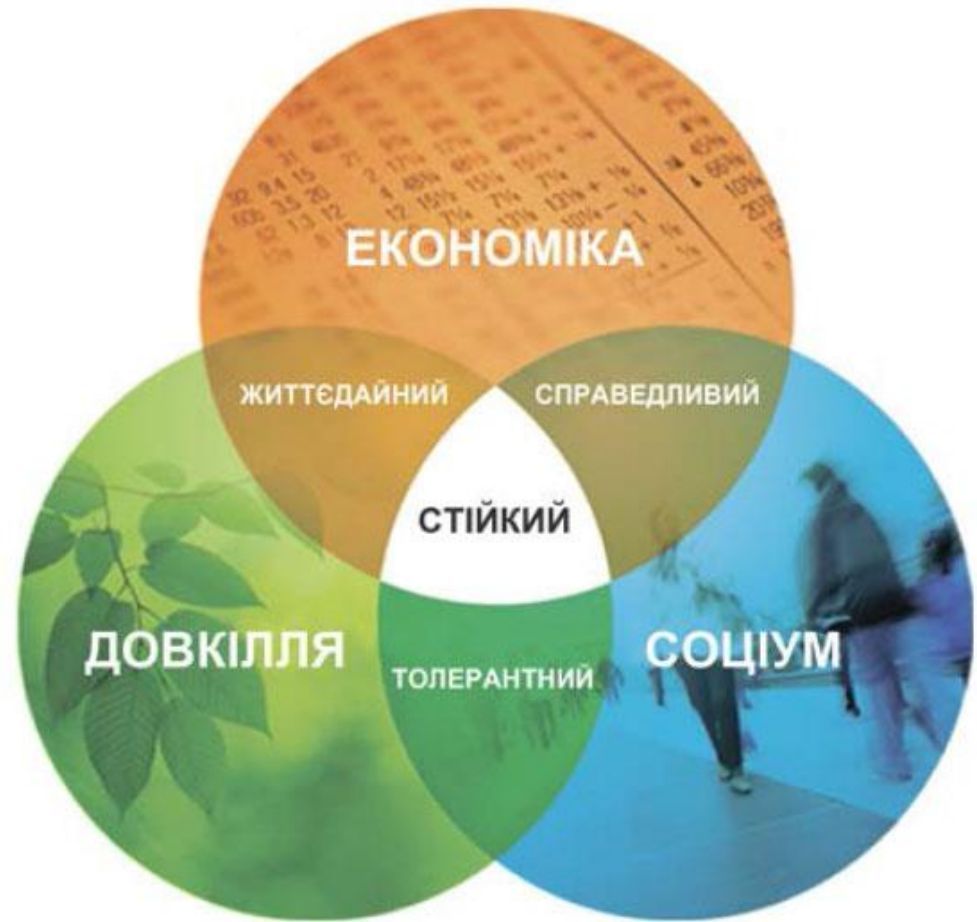 ЕКОНОМІКА
ЖИТТЄДАЙНИЙ
СПРАВЕДЛИВИЙ
СТІЙКИЙ
ДОВКІЛЛЯ
СОЦІУМ
ТОЛЕРАНТНИЙ